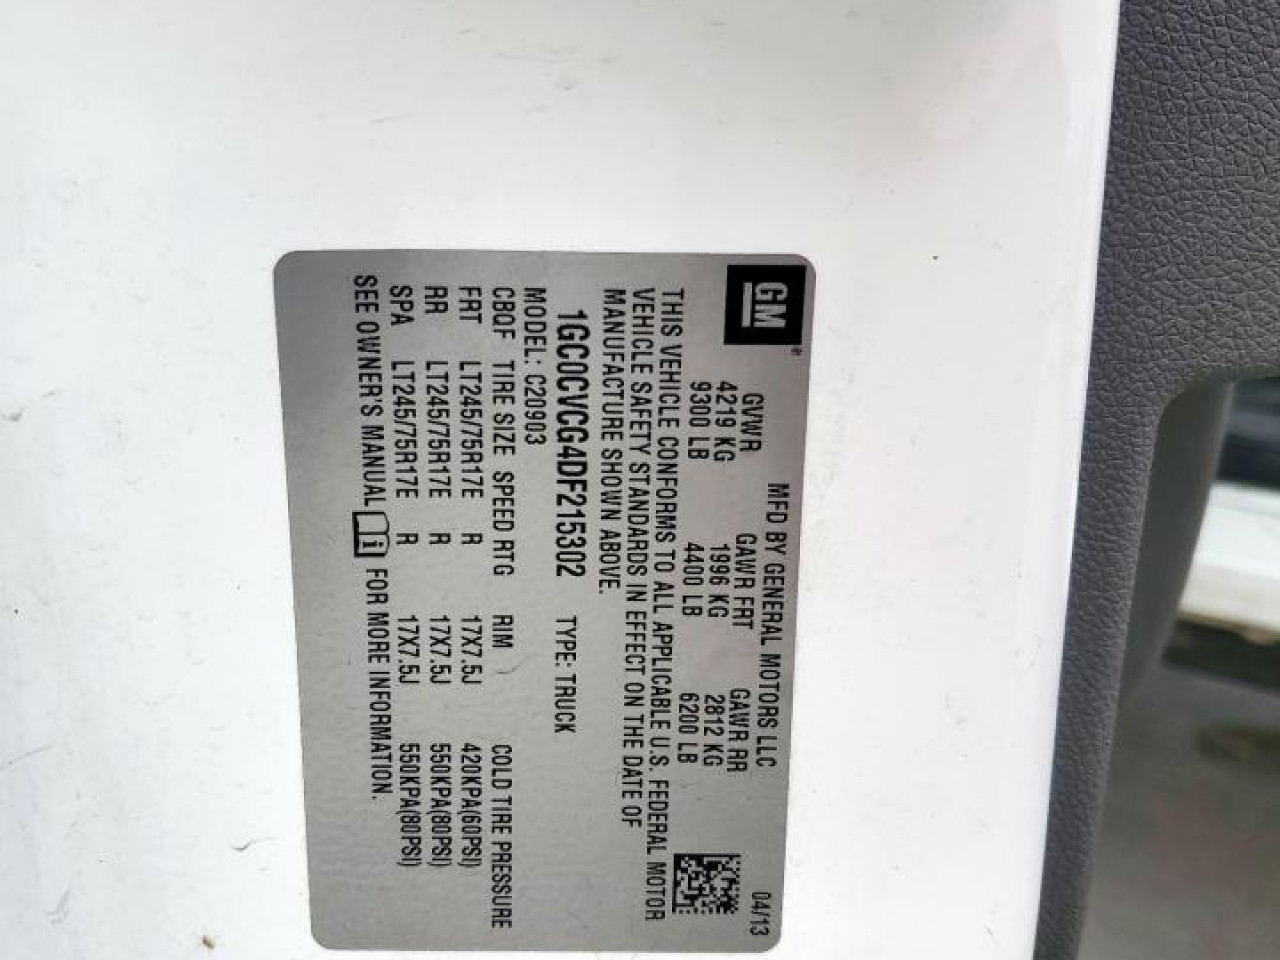 GM
MFD BY GENERAL MOTORS LLC 04/13
GVWR GAWR FRT GAWR RR
4219 KG 1996 KG 2812 KG
9300 LB 4400 LB 6200 LB
THIS VEHICLE CONFORMS TO ALL APPLICABLE U.S. FEDERAL MOTOR
VEHICLE SAFETY STANDARDS IN EFFECT ON THE DATE OF
MANUFACTURE SHOWN ABOVE.
1GC0CVCG4DF215302 TYPE: TRUCK
MODEL: C20903
CBQF TIRE SIZE SPEED RTG RIM COLD TIRE PRESSURE
FRT LT245/75R17E R 17X7.5J 420KPA(60PSI)
RR LT245/75R17E R 17X7.5J 550KPA(80PSI)
SPA LT245/75R17E R 17X7.5J 550KPA(80PSI)
SEE OWNER'S MANUAL i FOR MORE INFORMATION.